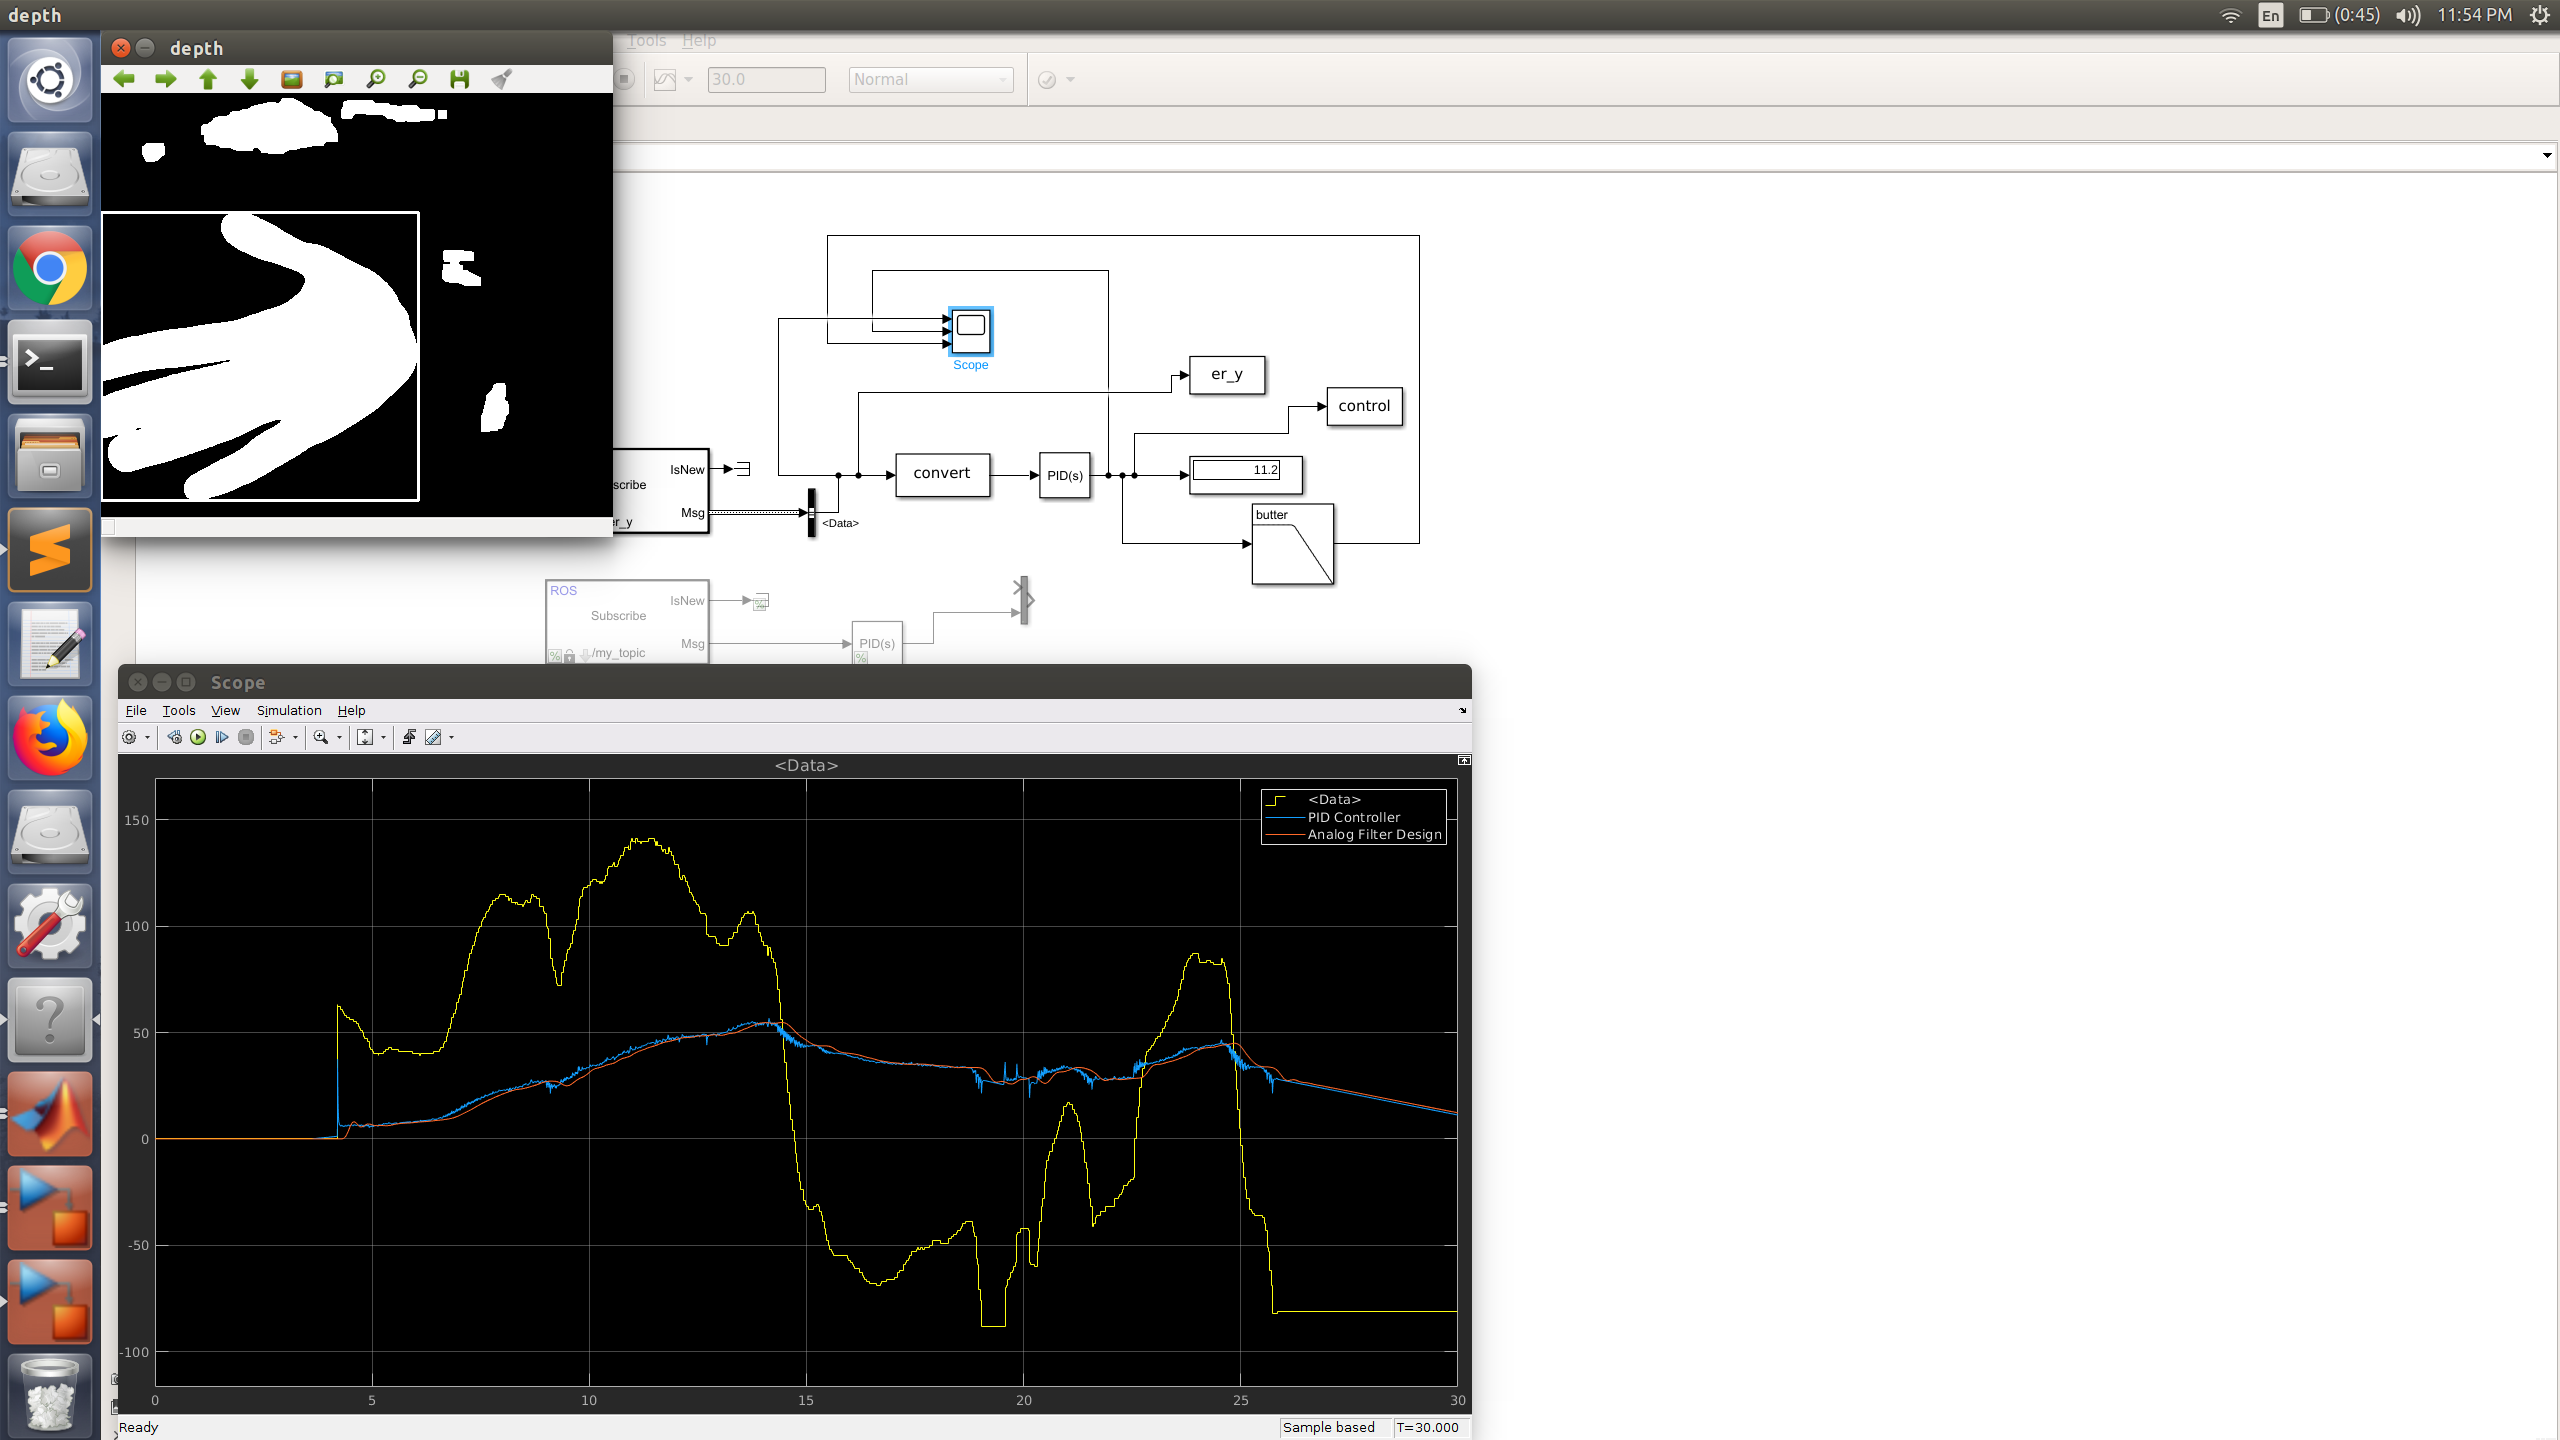 depth
En
(0:45)
11:54 PM
depth
Tools Help
30.0
Normal
Scope
er_y
control
IsNew
scribe
Msg
er_y
<Data>
convert
PID(s)
11.2
butter
ROS
IsNew
Subscribe
Msg
/my_topic
PID(s)
Scope
File Tools View Simulation Help
<Data>
<Data>
PID Controller
Analog Filter Design
150
100
50
0
-50
-100
0 5 10 15 20 25 30
Ready
Sample based
T=30.000